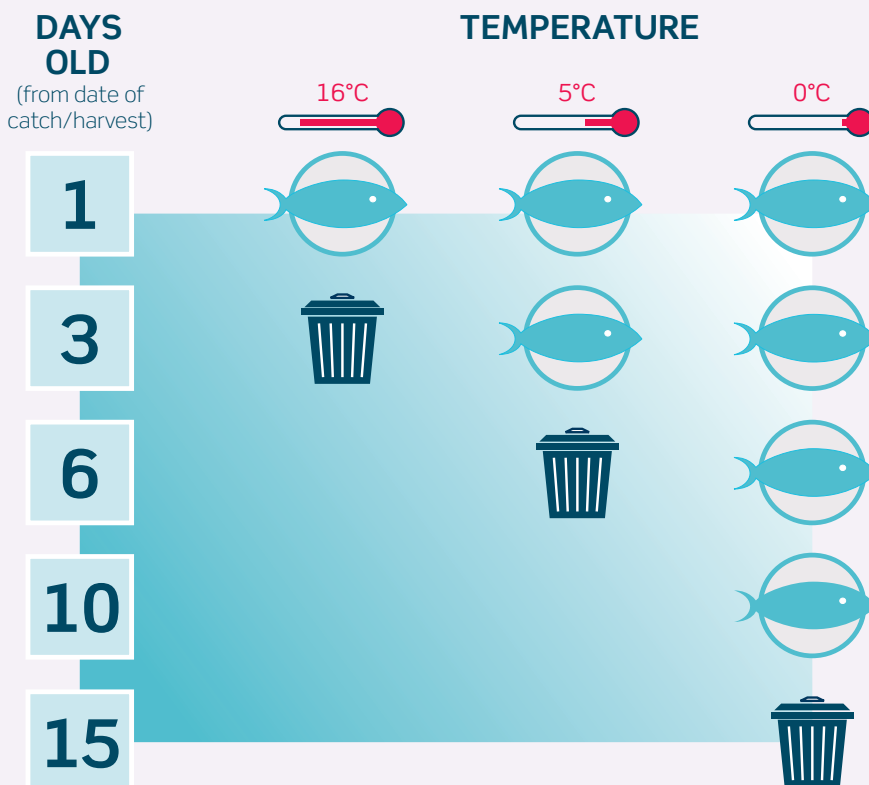 DAYS
OLD
(from date of
catch/harvest)
TEMPERATURE
16°C
5°C
0°C
1
3
6
10
15